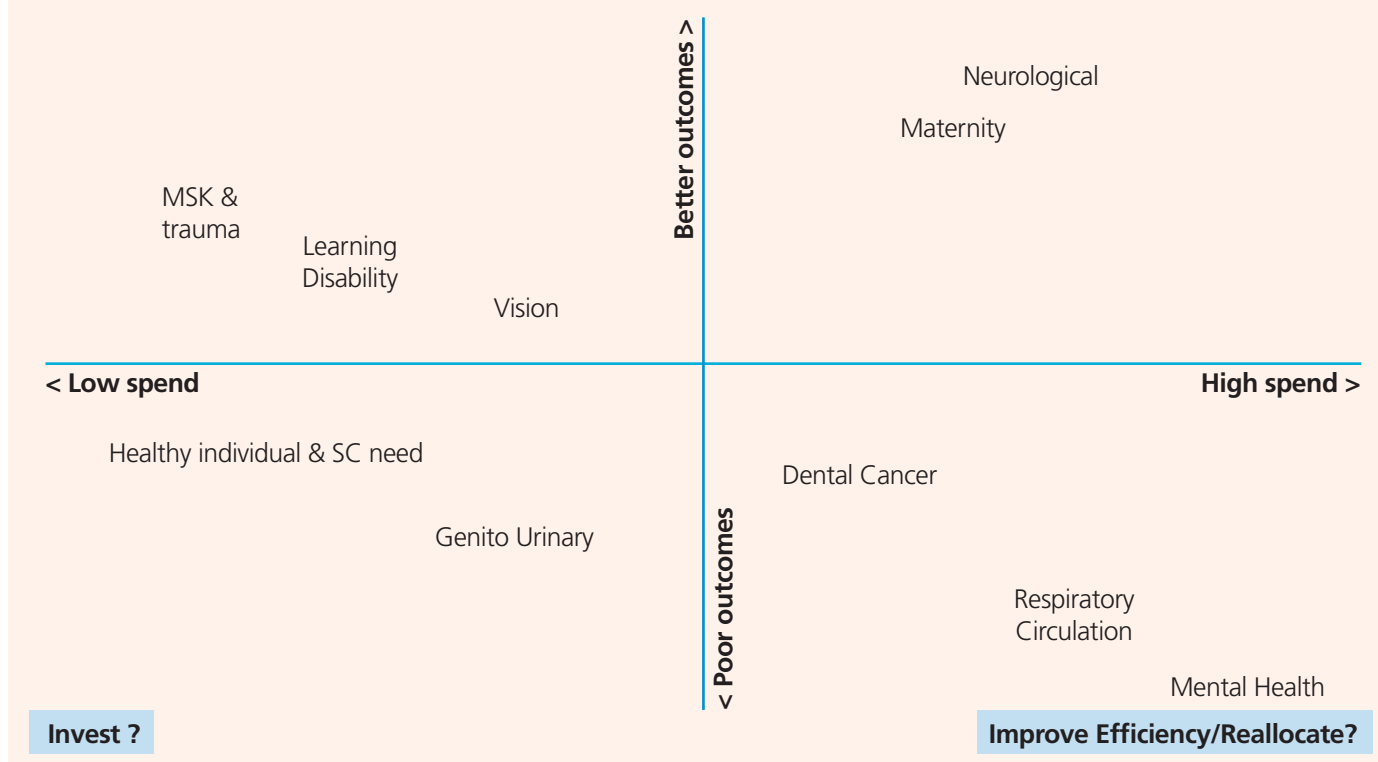 Better outcomes >
Neurological
Maternity
MSK &
trauma
Learning
Disability
Vision
< Low spend
High spend >
Healthy individual & SC need
Dental Cancer
Genito Urinary
< Poor outcomes
Respiratory
Circulation
Mental Health
Invest ?
Improve Efficiency/Reallocate?